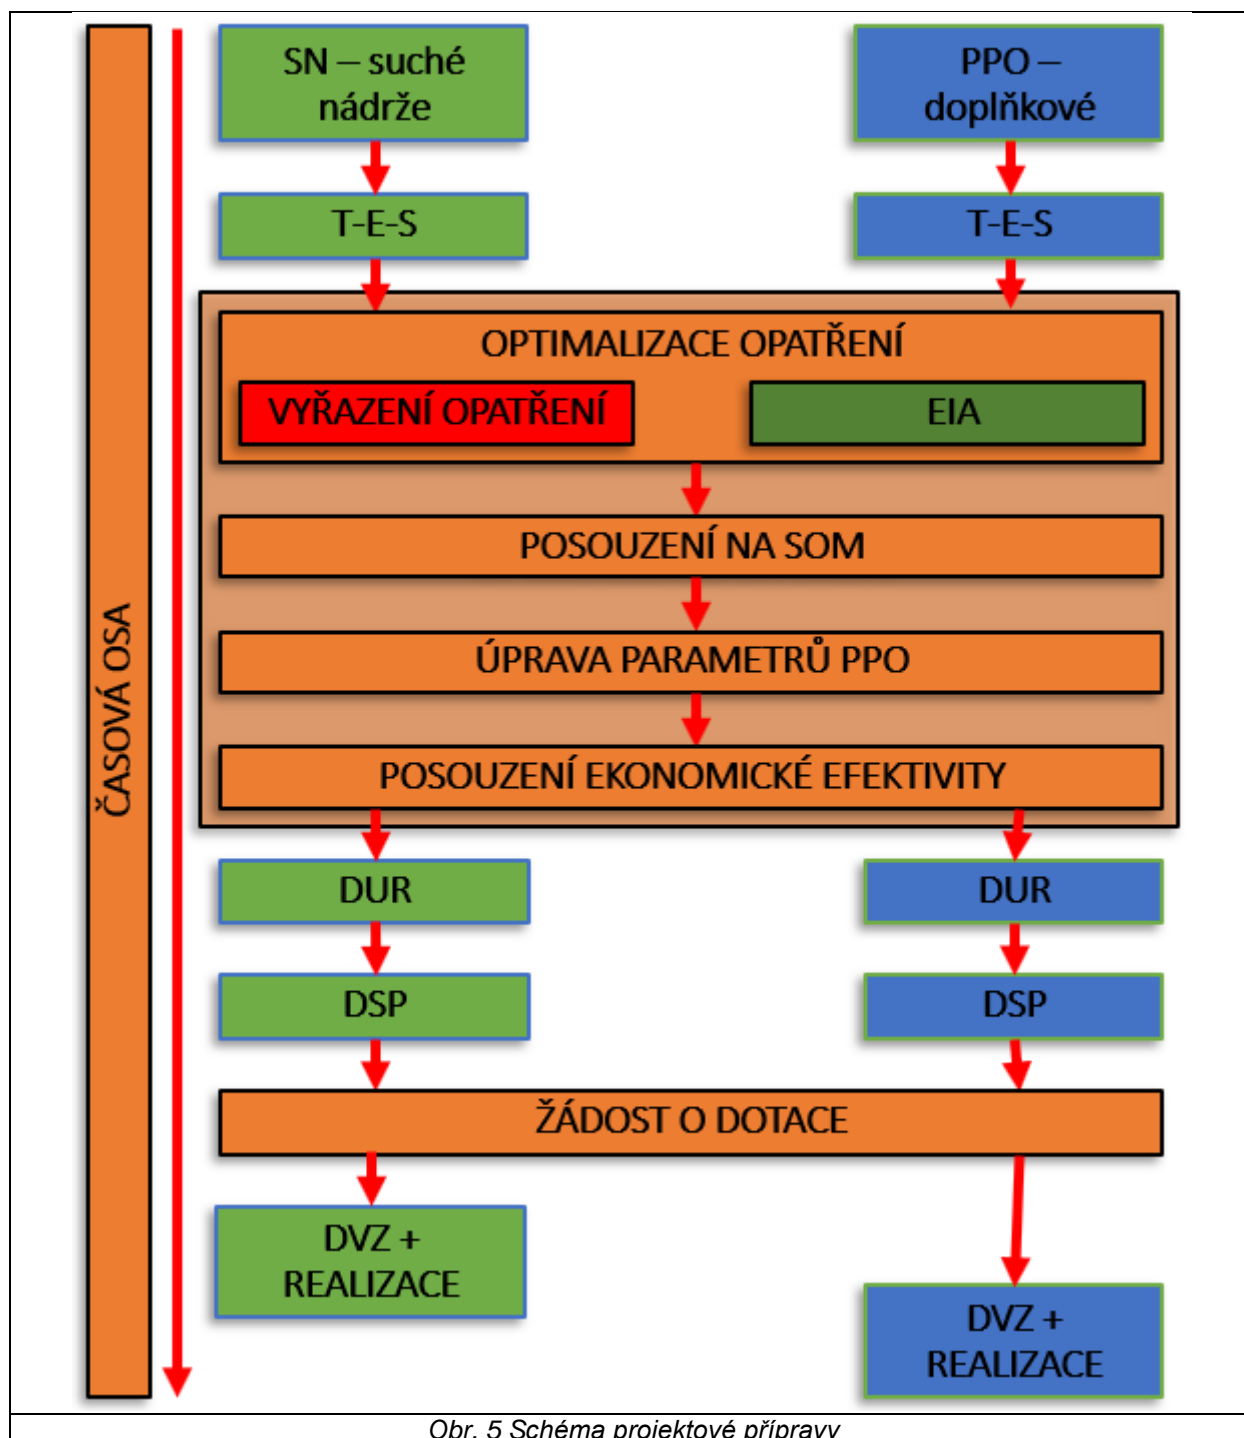 ČASOVÁ OSA
SN – suché
nádrže
PPO –
doplňkové
T-E-S
T-E-S
OPTIMALIZACE OPATŘENÍ
VYŘAZENÍ OPATŘENÍ
EIA
POSOUZENÍ NA SOM
ÚPRAVA PARAMETRŮ PPO
POSOUZENÍ EKONOMICKÉ EFEKTIVITY
DUR
DUR
DSP
DSP
ŽÁDOST O DOTACE
DVZ +
REALIZACE
DVZ +
REALIZACE
Obr. 5 Schéma projektové přípravy